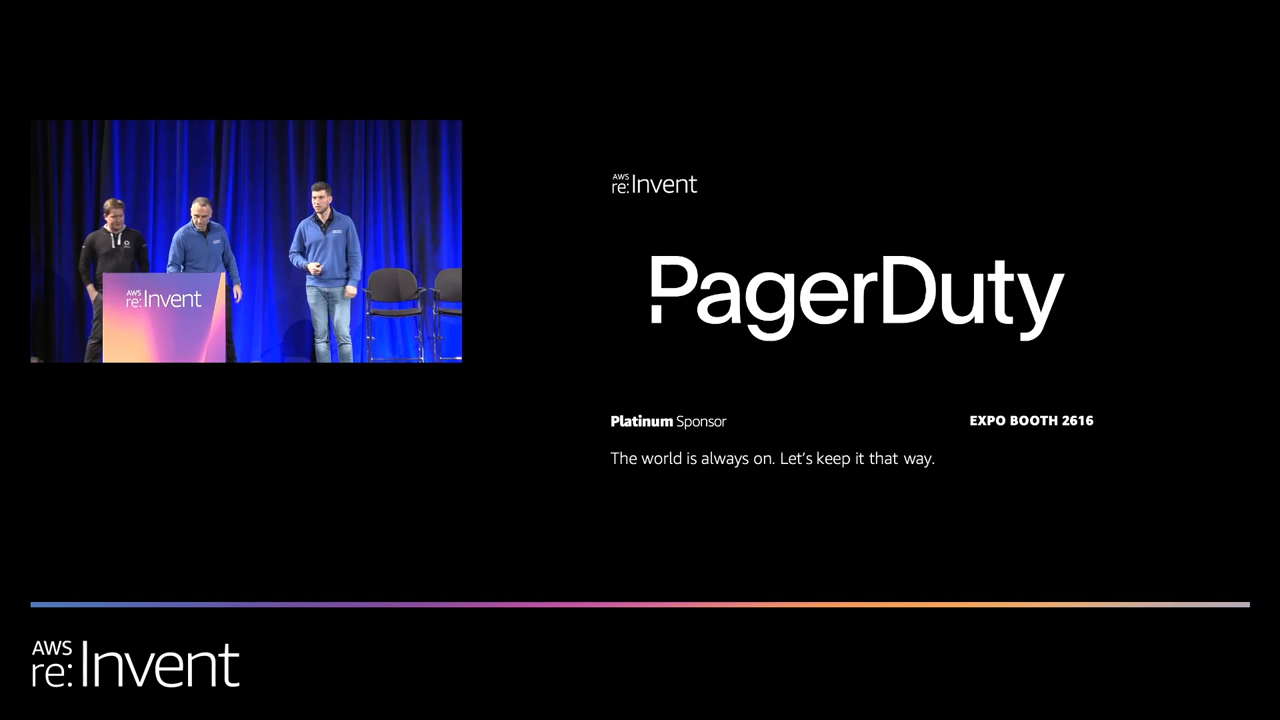 AWS
re:Invent
AWS
re:Invent
PagerDuty
Platinum Sponsor
EXPO BOOTH 2616
The world is always on. Let's keep it that way.
AWS
re:Invent